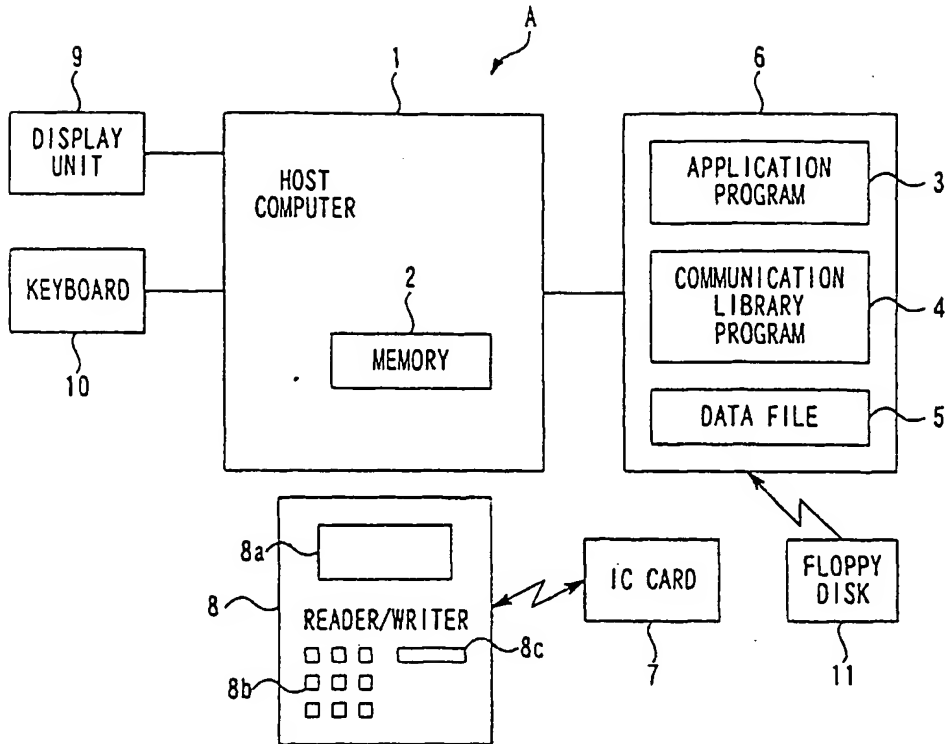 A
9
1
6
DISPLAY
UNIT
HOST
COMPUTER
APPLICATION
PROGRAM
3
KEYBOARD
10
2
MEMORY
COMMUNICATION
LIBRARY
PROGRAM
4
DATA FILE
5
8a
8
READER/WRITER
8c
8b
IC CARD
7
FLOPPY
DISK
11